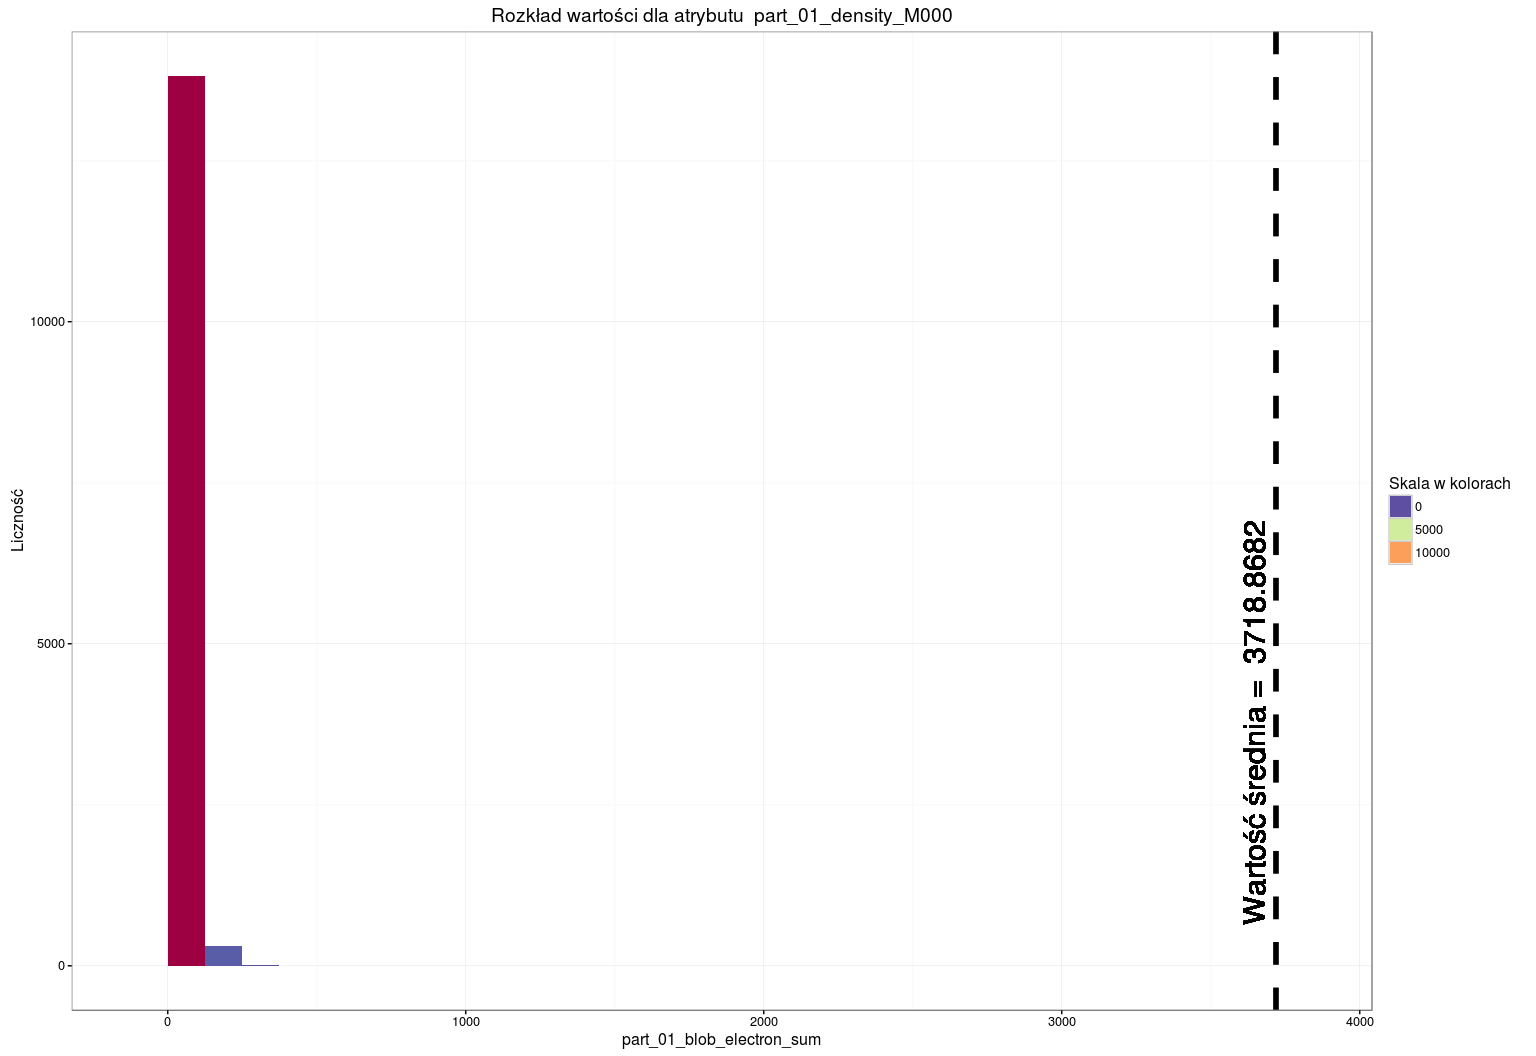 Rozkład wartości dla atrybutu  part_01_density_M000
Liczność
10000
5000
0
Wartość średnia =  3718.8682
0
1000
2000
3000
4000
part_01_blob_electron_sum
Skala w kolorach
0
5000
10000